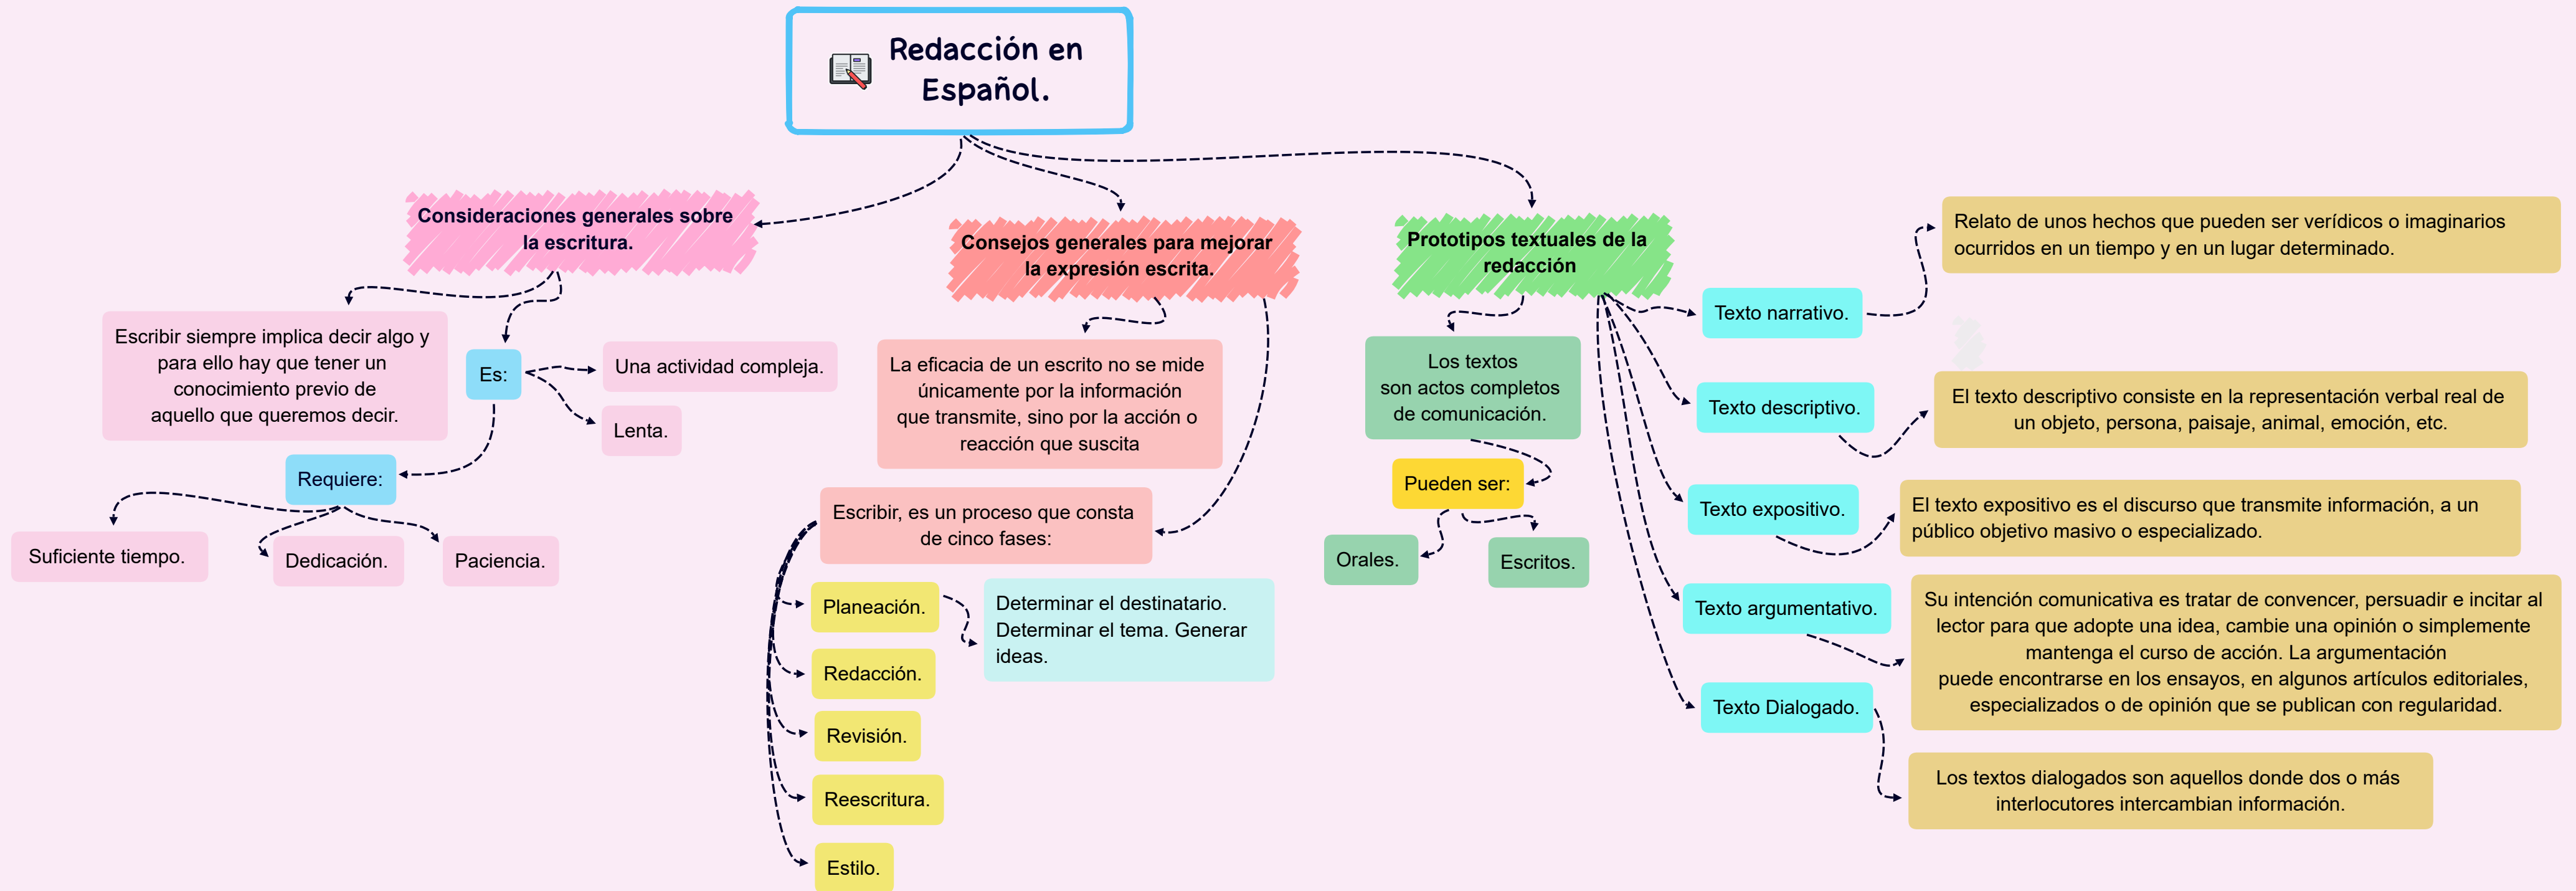 Redacción en
Español.
Consideraciones generales sobre
la escritura.
Escribir siempre implica decir algo y
para ello hay que tener un
conocimiento previo de
aquello que queremos decir.
Es:
Una actividad compleja.
Lenta.
Requiere:
Suficiente tiempo.
Dedicación.
Paciencia.
Consejos generales para mejorar
la expresión escrita.
La eficacia de un escrito no se mide
únicamente por la información
que transmite, sino por la acción o
reacción que suscita
Escribir, es un proceso que consta
de cinco fases:
Planeación.
Determinar el destinatario.
Determinar el tema. Generar
ideas.
Redacción.
Revisión.
Reescritura.
Estilo.
Prototipos textuales de la
redacción
Los textos
son actos completos
de comunicación.
Pueden ser:
Orales.
Escritos.
Texto narrativo.
Relato de unos hechos que pueden ser verídicos o imaginarios
ocurridos en un tiempo y en un lugar determinado.
Texto descriptivo.
El texto descriptivo consiste en la representación verbal real de
un objeto, persona, paisaje, animal, emoción, etc.
Texto expositivo.
El texto expositivo es el discurso que transmite información, a un
público objetivo masivo o especializado.
Texto argumentativo.
Su intención comunicativa es tratar de convencer, persuadir e incitar al
lector para que adopte una idea, cambie una opinión o simplemente
mantenga el curso de acción. La argumentación
puede encontrarse en los ensayos, en algunos artículos editoriales,
especializados o de opinión que se publican con regularidad.
Texto Dialogado.
Los textos dialogados son aquellos donde dos o más
interlocutores intercambian información.